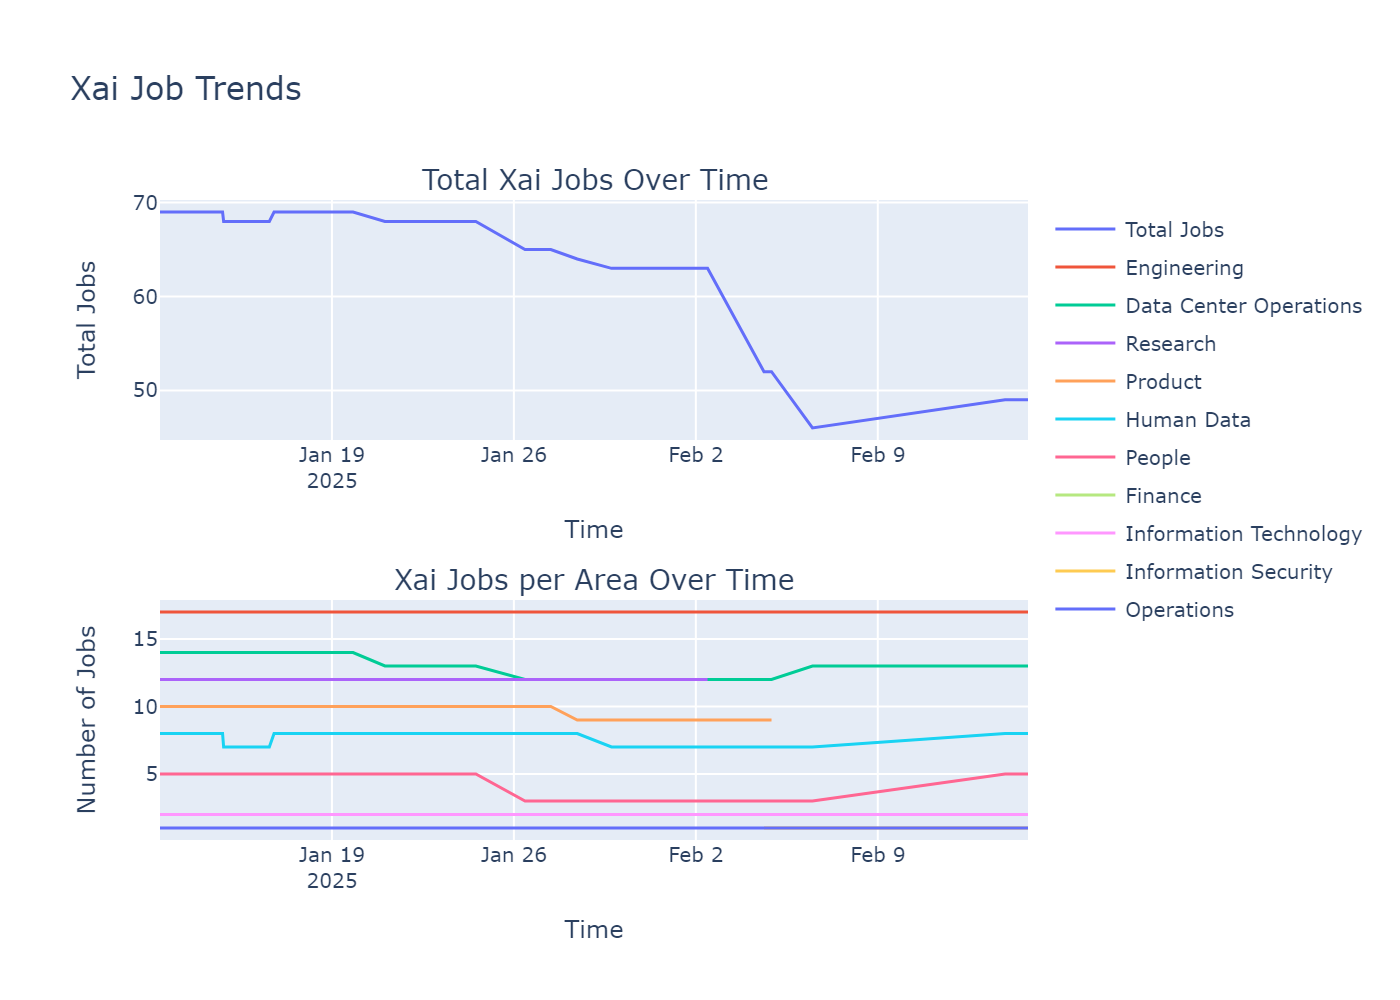 Xai Job Trends
Total Xai Jobs Over Time
Total Jobs
70
60
50
Jan 19
2025
Jan 26
Feb 2
Feb 9
Time
Total Jobs
Engineering
Data Center Operations
Research
Product
Human Data
People
Finance
Information Technology
Information Security
Operations
Xai Jobs per Area Over Time
Number of Jobs
15
10
5
Jan 19
2025
Jan 26
Feb 2
Feb 9
Time